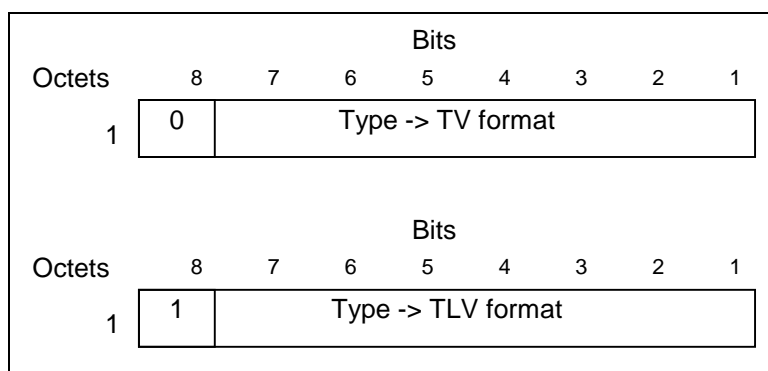 Bits
Octets 8 7 6 5 4 3 2 1
1 0 Type -> TV format
Bits
Octets 8 7 6 5 4 3 2 1
1 1 Type -> TLV format